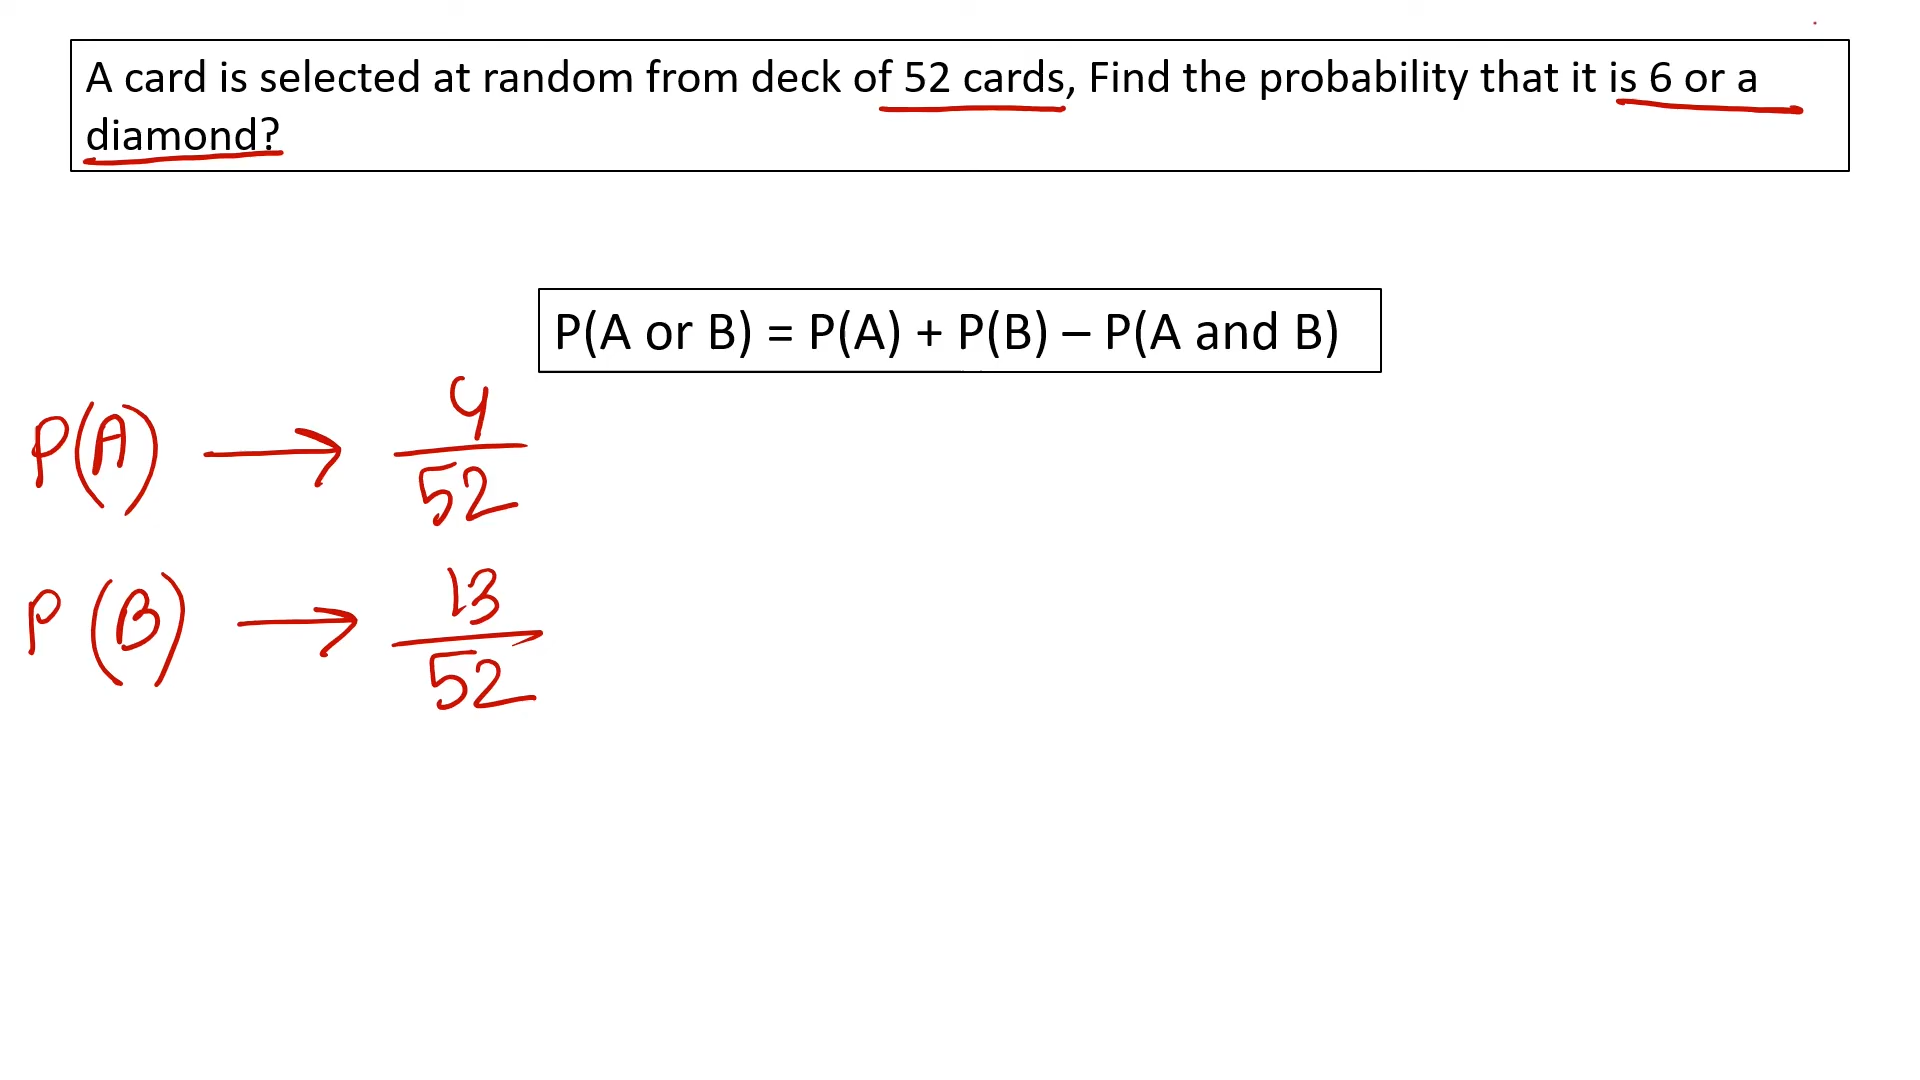 A card is selected at random from deck of 52 cards, Find the probability that it is 6 or a
diamond?
P(A or B) = P(A) + P(B) – P(A and B)
P(A) → 4/52
P(B) → 13/52